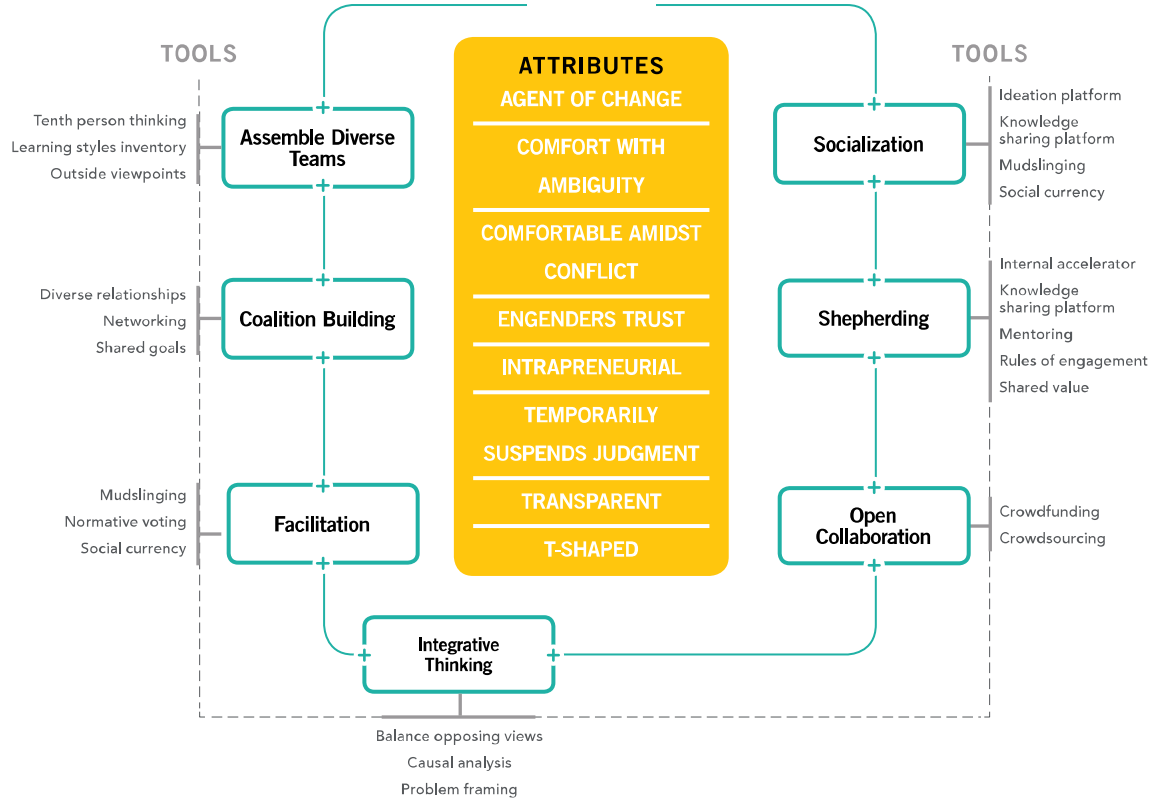 TOOLS
Tenth person thinking
Learning styles inventory
Outside viewpoints
Assemble Diverse
Teams
Diverse relationships
Networking
Shared goals
Coalition Building
Mudslinging
Normative voting
Social currency
Facilitation
ATTRIBUTES
AGENT OF CHANGE
COMFORT WITH
AMBIGUITY
COMFORTABLE AMIDST
CONFLICT
ENGENDERS TRUST
INTRAPRENEURIAL
TEMPORARILY
SUSPENDS JUDGMENT
TRANSPARENT
T-SHAPED
TOOLS
Socialization
Ideation platform
Knowledge
sharing platform
Mudslinging
Social currency
Shepherding
Internal accelerator
Knowledge
sharing platform
Mentoring
Rules of engagement
Shared value
Open
Collaboration
Crowdfunding
Crowdsourcing
Integrative
Thinking
Balance opposing views
Causal analysis
Problem framing